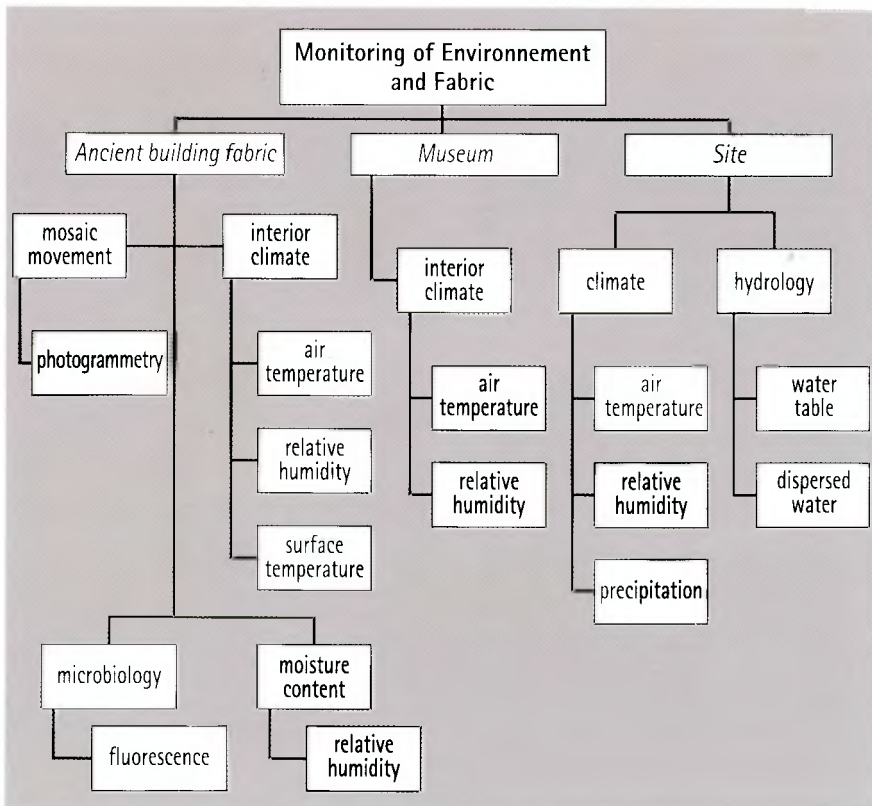 Monitoring of Environnement
and Fabric
Ancient building fabric
Museum
Site
mosaic
movement
interior
climate
photogrammetry
air
temperature
relative
humidity
surface
temperature
microbiology
fluorescence
moisture
content
relative
humidity
interior
climate
air
temperature
relative
humidity
climate
air
temperature
relative
humidity
precipitation
hydrology
water
table
dispersed
water